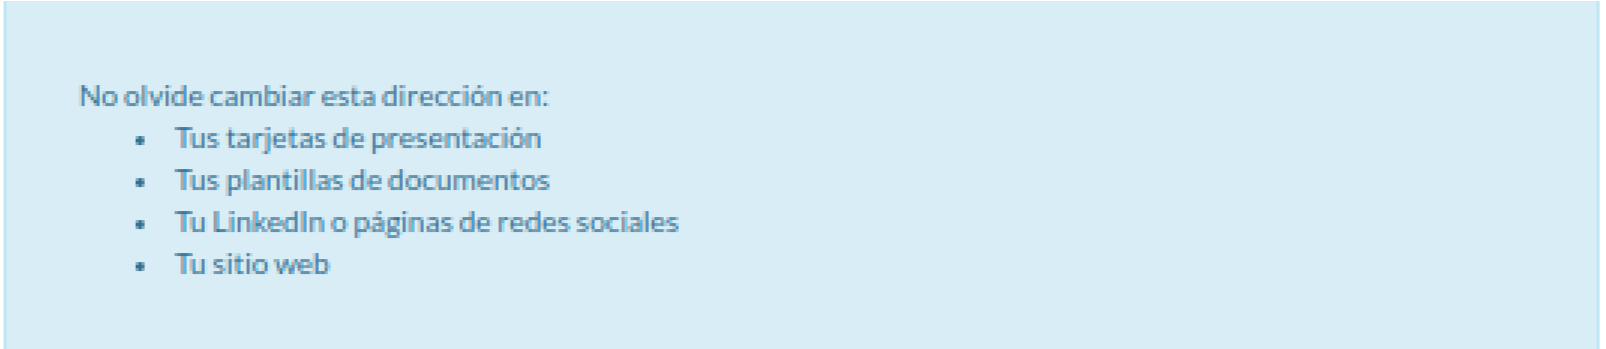 No olvide cambiar esta dirección en:
• Tus tarjetas de presentación
• Tus plantillas de documentos
• Tu LinkedIn o páginas de redes sociales
• Tu sitio web